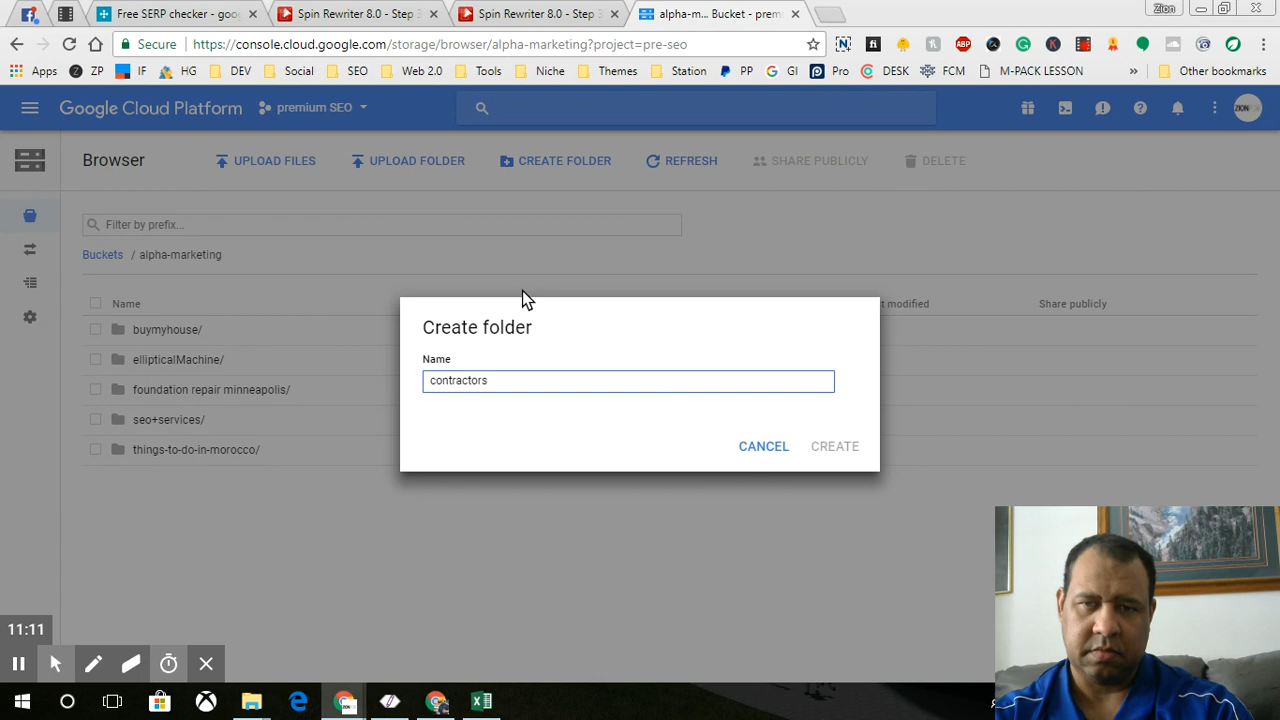 Free SERP checker - goog
Spin Rewriter 8.0 - Step 3
Spin Rewriter 8.0 - Step 3
alpha-m... Bucket - prem
Zion
Secure
https://console.cloud.google.com/storage/browser/alpha-marketing?project=pre-seo
Apps
ZP
IF
HG
DEV
Social
SEO
Web 2.0
Tools
Niche
Themes
Station
PP
GI
Pro
DESK
FCM
M-PACK LESSON
»
Other bookmarks
Google Cloud Platform
premium SEO
Browser
UPLOAD FILES
UPLOAD FOLDER
CREATE FOLDER
REFRESH
SHARE PUBLICLY
DELETE
Filter by prefix...
Buckets / alpha-marketing
Name
t modified
Share publicly
buymyhouse/
ellipticalMachine/
foundation repair minneapolis/
seo+services/
things-to-do-in-morocco/
Create folder
Name
contractors
CANCEL
CREATE
11:11